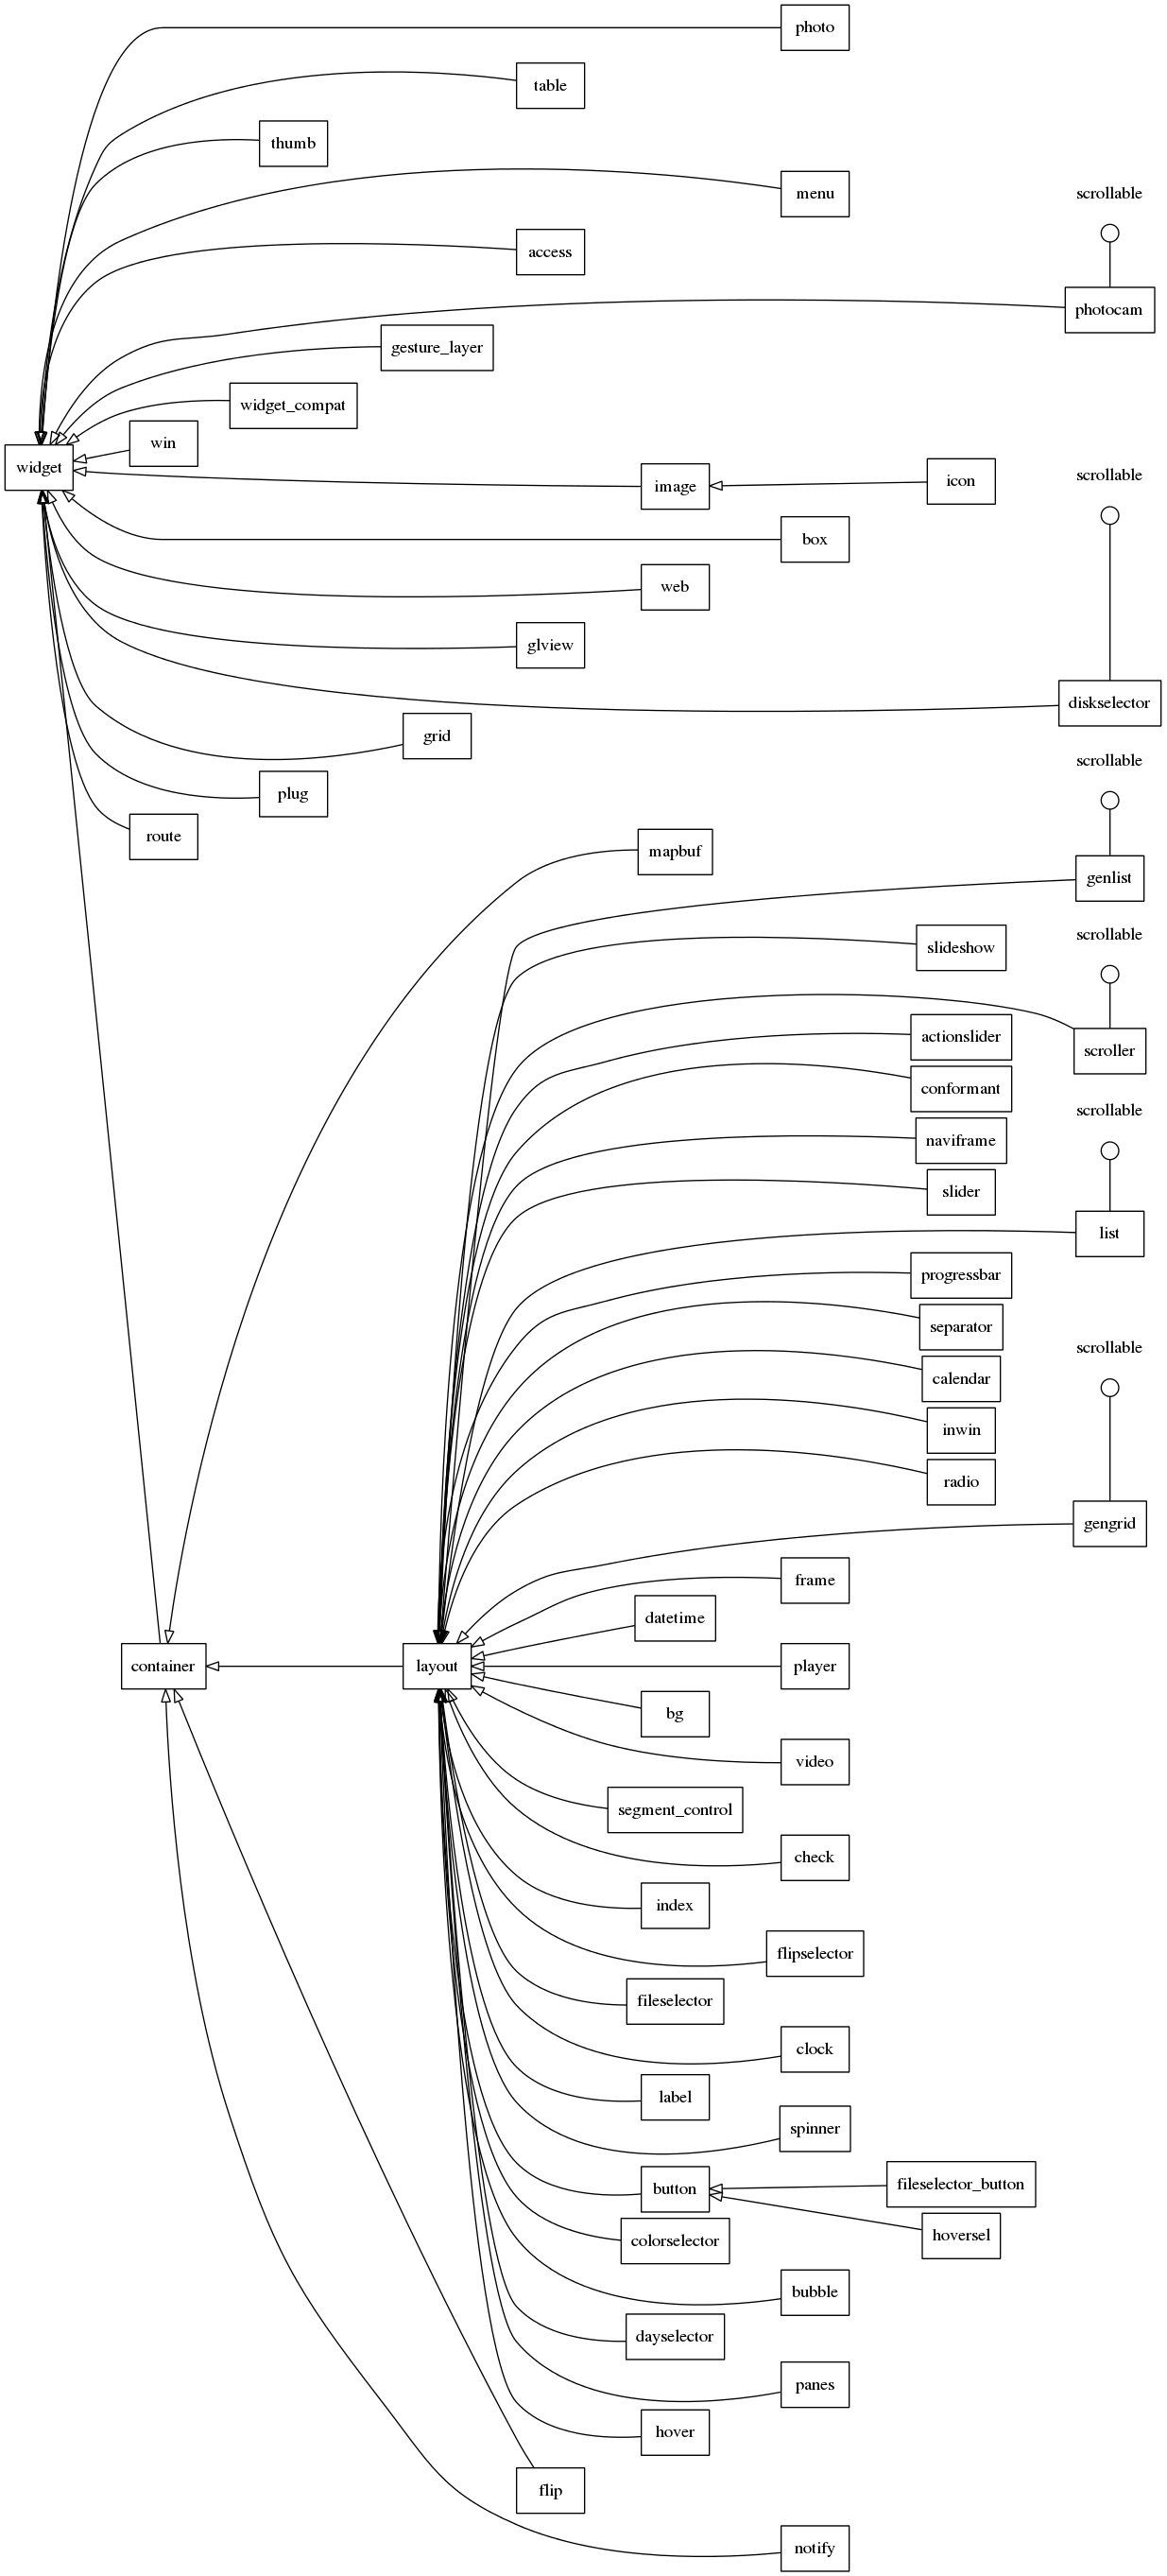 photo
table
thumb
menu
scrollable
access
photocam
gesture_layer
widget_compat
win
widget
scrollable
icon
image
box
web
glview
diskselector
grid
scrollable
plug
route
mapbuf
genlist
scrollable
slideshow
actionslider
scroller
conformant
scrollable
naviframe
slider
list
progressbar
separator
scrollable
calendar
inwin
radio
gengrid
frame
datetime
container
layout
player
bg
video
segment_control
check
index
flipselector
fileselector
clock
label
spinner
fileselector_button
button
hoversel
colorselector
bubble
dayselector
panes
hover
flip
notify